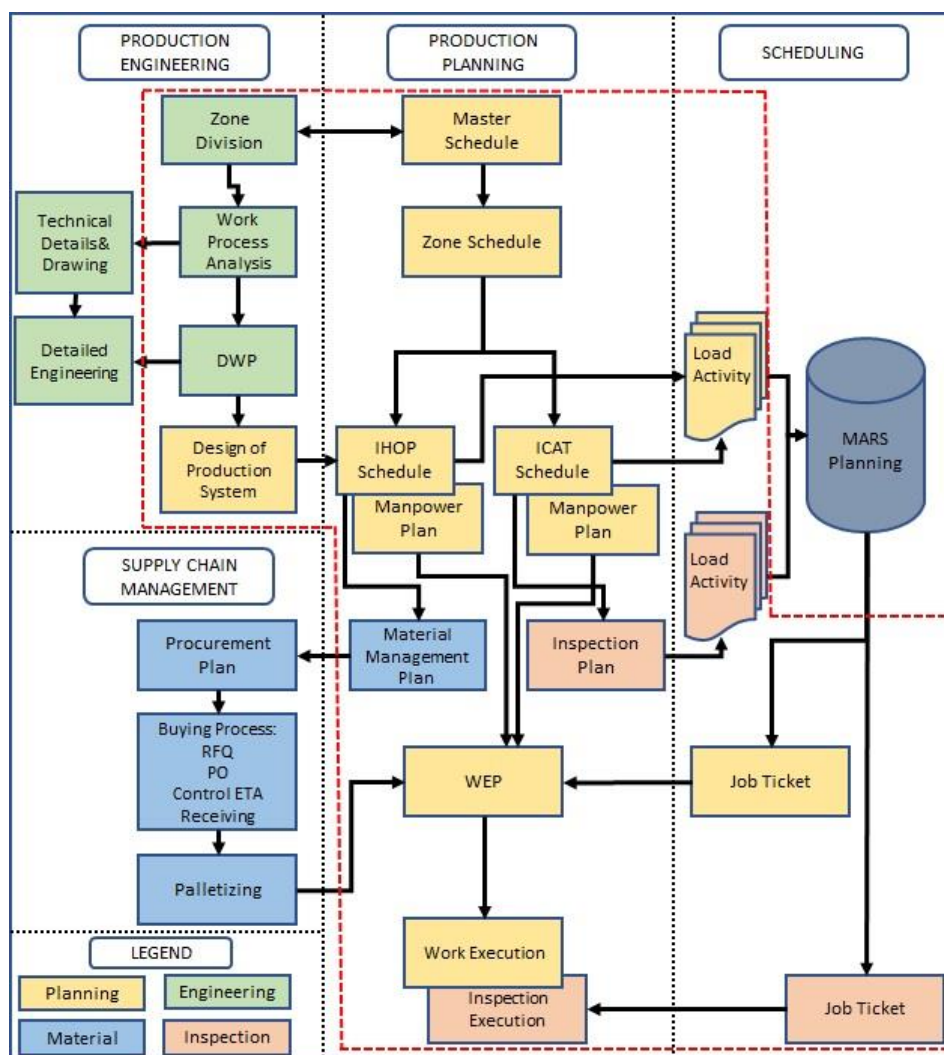 PRODUCTION
ENGINEERING
PRODUCTION
PLANNING
SCHEDULING
Zone
Division
Master
Schedule
Technical
Details&
Drawing
Work
Process
Analysis
Zone Schedule
Detailed
Engineering
DWP
Load
Activity
MARS
Planning
Design of
Production
System
IHOP
Schedule
Manpower
Plan
ICAT
Schedule
Manpower
Plan
Load
Activity
SUPPLY CHAIN
MANAGEMENT
Procurement
Plan
Material
Management
Plan
Inspection
Plan
Buying Process:
RFQ
PO
Control ETA
Receiving
WEP
Job Ticket
Palletizing
Work Execution
Inspection
Execution
Job Ticket
LEGEND
Planning
Engineering
Material
Inspection